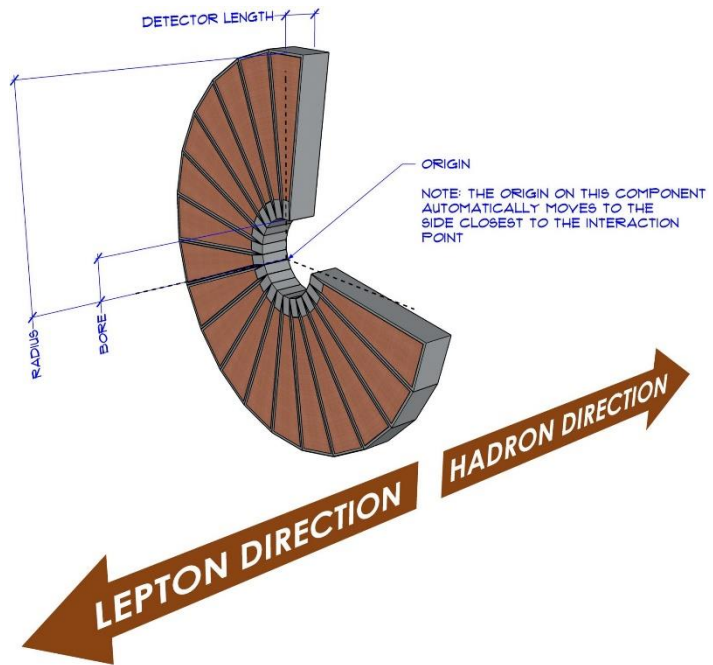 DETECTOR LENGTH
ORIGIN
NOTE: THE ORIGIN ON THIS COMPONENT
AUTOMATICALLY MOVES TO THE
SIDE CLOSEST TO THE INTERACTION
POINT
RADIUS
BORE
HADRON DIRECTION
LEPTON DIRECTION